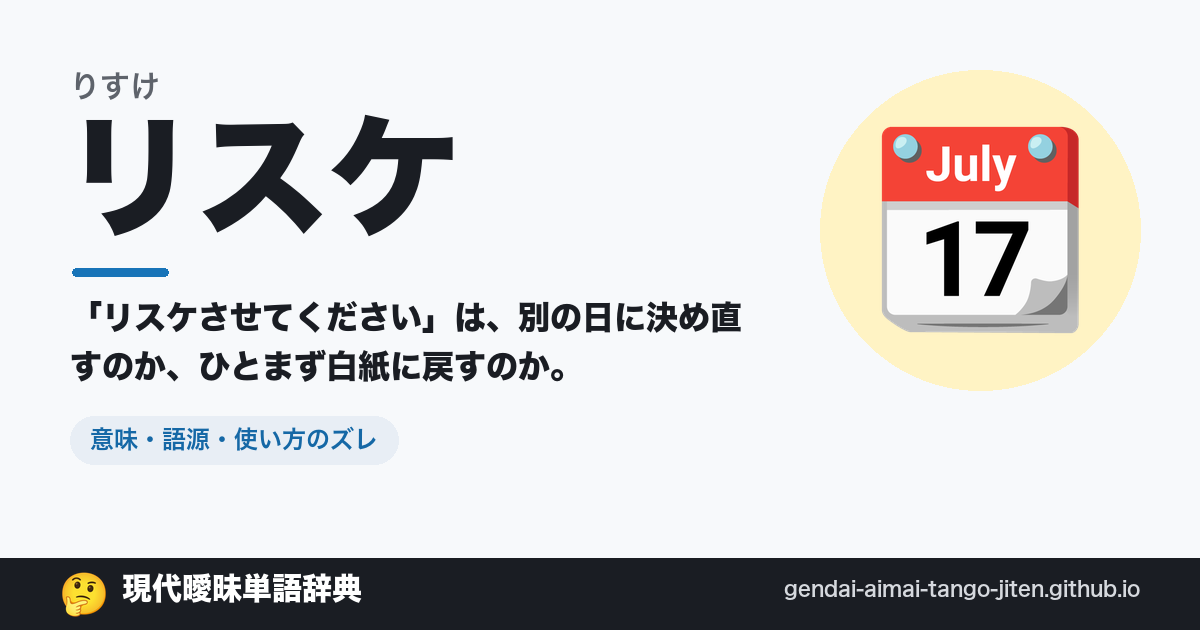 りすけ
リスケ
「リスケさせてください」は、別の日に決め直
すのか、ひとまず白紙に戻すのか。
意味・語源・使い方のズレ
July
17
現代曖昧単語辞典
gendai-aimai-tango-jiten.github.io